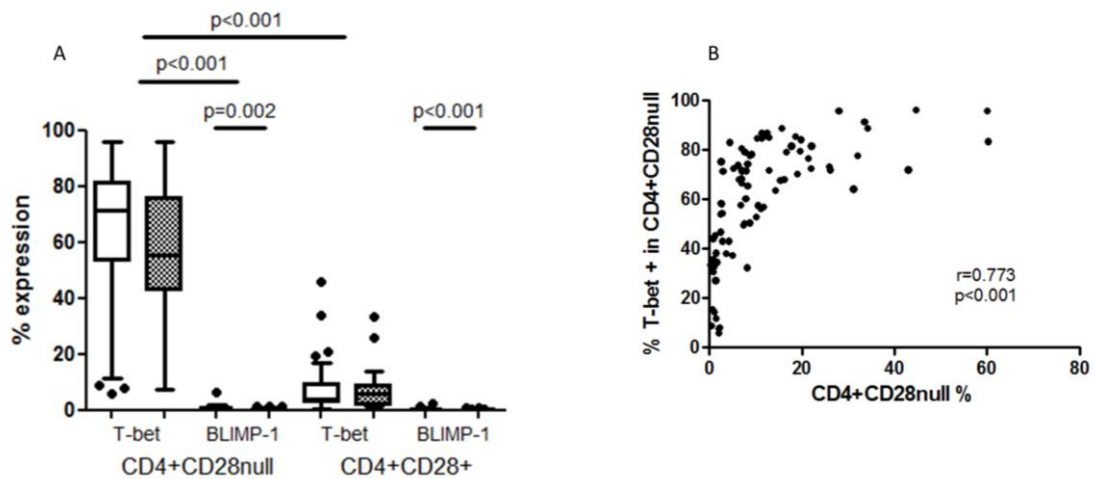 p<0.001
A
B
p<0.001
p=0.002
p<0.001
% expression
100
80
60
40
20
0
T-bet
BLIMP-1
T-bet
BLIMP-1
CD4+CD28null
CD4+CD28+
% T-bet + in CD4+CD28null
100
80
60
40
20
0
r=0.773
p<0.001
0
20
40
60
80
CD4+CD28null %